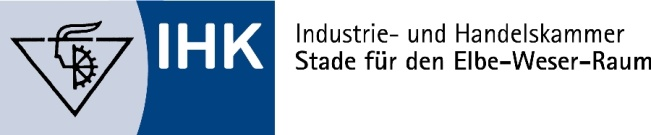 IHK
Industrie- und Handelskammer
Stade für den Elbe-Weser-Raum